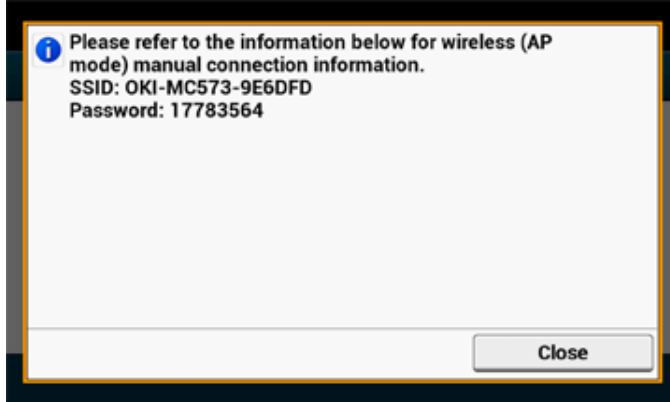 Please refer to the information below for wireless (AP
mode) manual connection information.
SSID: OKI-MC573-9E6DFD
Password: 17783564
Close